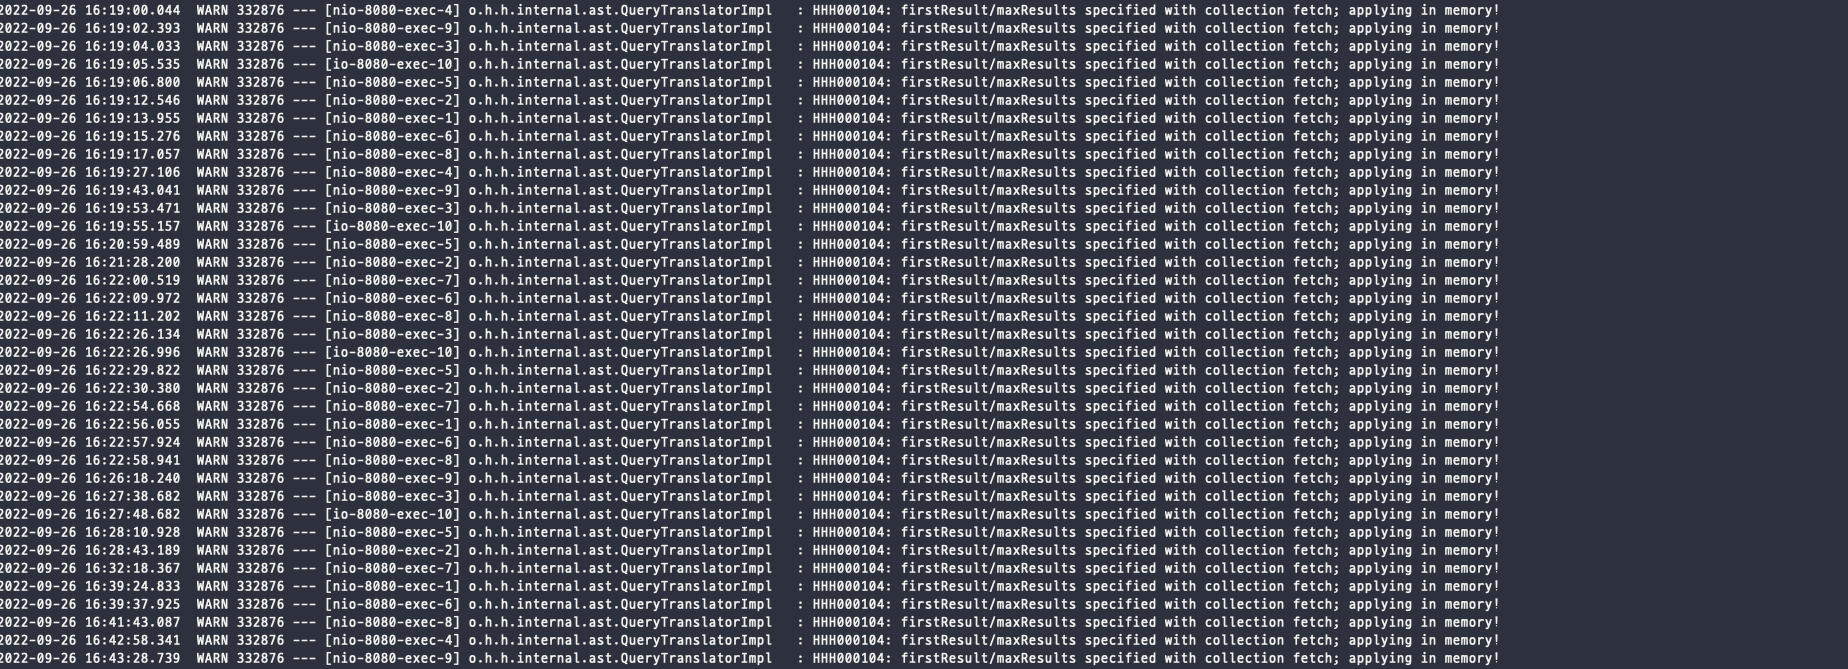 2022-09-26 16:19:00.044  WARN 332876 --- [nio-8080-exec-4] o.h.h.internal.ast.QueryTranslatorImpl   : HHH000104: firstResult/maxResults specified with collection fetch; applying in memory!
2022-09-26 16:19:02.393  WARN 332876 --- [nio-8080-exec-9] o.h.h.internal.ast.QueryTranslatorImpl   : HHH000104: firstResult/maxResults specified with collection fetch; applying in memory!
2022-09-26 16:19:04.033  WARN 332876 --- [nio-8080-exec-3] o.h.h.internal.ast.QueryTranslatorImpl   : HHH000104: firstResult/maxResults specified with collection fetch; applying in memory!
2022-09-26 16:19:05.535  WARN 332876 --- [io-8080-exec-10] o.h.h.internal.ast.QueryTranslatorImpl   : HHH000104: firstResult/maxResults specified with collection fetch; applying in memory!
2022-09-26 16:19:06.800  WARN 332876 --- [nio-8080-exec-5] o.h.h.internal.ast.QueryTranslatorImpl   : HHH000104: firstResult/maxResults specified with collection fetch; applying in memory!
2022-09-26 16:19:12.546  WARN 332876 --- [nio-8080-exec-2] o.h.h.internal.ast.QueryTranslatorImpl   : HHH000104: firstResult/maxResults specified with collection fetch; applying in memory!
2022-09-26 16:19:13.955  WARN 332876 --- [nio-8080-exec-1] o.h.h.internal.ast.QueryTranslatorImpl   : HHH000104: firstResult/maxResults specified with collection fetch; applying in memory!
2022-09-26 16:19:15.276  WARN 332876 --- [nio-8080-exec-6] o.h.h.internal.ast.QueryTranslatorImpl   : HHH000104: firstResult/maxResults specified with collection fetch; applying in memory!
2022-09-26 16:19:17.057  WARN 332876 --- [nio-8080-exec-8] o.h.h.internal.ast.QueryTranslatorImpl   : HHH000104: firstResult/maxResults specified with collection fetch; applying in memory!
2022-09-26 16:19:27.106  WARN 332876 --- [nio-8080-exec-4] o.h.h.internal.ast.QueryTranslatorImpl   : HHH000104: firstResult/maxResults specified with collection fetch; applying in memory!
2022-09-26 16:19:43.041  WARN 332876 --- [nio-8080-exec-9] o.h.h.internal.ast.QueryTranslatorImpl   : HHH000104: firstResult/maxResults specified with collection fetch; applying in memory!
2022-09-26 16:19:53.471  WARN 332876 --- [nio-8080-exec-3] o.h.h.internal.ast.QueryTranslatorImpl   : HHH000104: firstResult/maxResults specified with collection fetch; applying in memory!
2022-09-26 16:19:55.157  WARN 332876 --- [io-8080-exec-10] o.h.h.internal.ast.QueryTranslatorImpl   : HHH000104: firstResult/maxResults specified with collection fetch; applying in memory!
2022-09-26 16:20:59.489  WARN 332876 --- [nio-8080-exec-5] o.h.h.internal.ast.QueryTranslatorImpl   : HHH000104: firstResult/maxResults specified with collection fetch; applying in memory!
2022-09-26 16:21:28.200  WARN 332876 --- [nio-8080-exec-2] o.h.h.internal.ast.QueryTranslatorImpl   : HHH000104: firstResult/maxResults specified with collection fetch; applying in memory!
2022-09-26 16:22:00.519  WARN 332876 --- [nio-8080-exec-7] o.h.h.internal.ast.QueryTranslatorImpl   : HHH000104: firstResult/maxResults specified with collection fetch; applying in memory!
2022-09-26 16:22:09.972  WARN 332876 --- [nio-8080-exec-6] o.h.h.internal.ast.QueryTranslatorImpl   : HHH000104: firstResult/maxResults specified with collection fetch; applying in memory!
2022-09-26 16:22:11.202  WARN 332876 --- [nio-8080-exec-8] o.h.h.internal.ast.QueryTranslatorImpl   : HHH000104: firstResult/maxResults specified with collection fetch; applying in memory!
2022-09-26 16:22:26.134  WARN 332876 --- [nio-8080-exec-3] o.h.h.internal.ast.QueryTranslatorImpl   : HHH000104: firstResult/maxResults specified with collection fetch; applying in memory!
2022-09-26 16:22:26.996  WARN 332876 --- [io-8080-exec-10] o.h.h.internal.ast.QueryTranslatorImpl   : HHH000104: firstResult/maxResults specified with collection fetch; applying in memory!
2022-09-26 16:22:29.822  WARN 332876 --- [nio-8080-exec-5] o.h.h.internal.ast.QueryTranslatorImpl   : HHH000104: firstResult/maxResults specified with collection fetch; applying in memory!
2022-09-26 16:22:30.380  WARN 332876 --- [nio-8080-exec-2] o.h.h.internal.ast.QueryTranslatorImpl   : HHH000104: firstResult/maxResults specified with collection fetch; applying in memory!
2022-09-26 16:22:54.668  WARN 332876 --- [nio-8080-exec-7] o.h.h.internal.ast.QueryTranslatorImpl   : HHH000104: firstResult/maxResults specified with collection fetch; applying in memory!
2022-09-26 16:22:56.055  WARN 332876 --- [nio-8080-exec-1] o.h.h.internal.ast.QueryTranslatorImpl   : HHH000104: firstResult/maxResults specified with collection fetch; applying in memory!
2022-09-26 16:22:57.924  WARN 332876 --- [nio-8080-exec-6] o.h.h.internal.ast.QueryTranslatorImpl   : HHH000104: firstResult/maxResults specified with collection fetch; applying in memory!
2022-09-26 16:22:58.941  WARN 332876 --- [nio-8080-exec-8] o.h.h.internal.ast.QueryTranslatorImpl   : HHH000104: firstResult/maxResults specified with collection fetch; applying in memory!
2022-09-26 16:26:18.240  WARN 332876 --- [nio-8080-exec-9] o.h.h.internal.ast.QueryTranslatorImpl   : HHH000104: firstResult/maxResults specified with collection fetch; applying in memory!
2022-09-26 16:27:38.682  WARN 332876 --- [nio-8080-exec-3] o.h.h.internal.ast.QueryTranslatorImpl   : HHH000104: firstResult/maxResults specified with collection fetch; applying in memory!
2022-09-26 16:27:48.682  WARN 332876 --- [io-8080-exec-10] o.h.h.internal.ast.QueryTranslatorImpl   : HHH000104: firstResult/maxResults specified with collection fetch; applying in memory!
2022-09-26 16:28:10.928  WARN 332876 --- [nio-8080-exec-5] o.h.h.internal.ast.QueryTranslatorImpl   : HHH000104: firstResult/maxResults specified with collection fetch; applying in memory!
2022-09-26 16:28:43.189  WARN 332876 --- [nio-8080-exec-2] o.h.h.internal.ast.QueryTranslatorImpl   : HHH000104: firstResult/maxResults specified with collection fetch; applying in memory!
2022-09-26 16:32:18.367  WARN 332876 --- [nio-8080-exec-7] o.h.h.internal.ast.QueryTranslatorImpl   : HHH000104: firstResult/maxResults specified with collection fetch; applying in memory!
2022-09-26 16:39:24.833  WARN 332876 --- [nio-8080-exec-1] o.h.h.internal.ast.QueryTranslatorImpl   : HHH000104: firstResult/maxResults specified with collection fetch; applying in memory!
2022-09-26 16:39:37.925  WARN 332876 --- [nio-8080-exec-6] o.h.h.internal.ast.QueryTranslatorImpl   : HHH000104: firstResult/maxResults specified with collection fetch; applying in memory!
2022-09-26 16:41:43.087  WARN 332876 --- [nio-8080-exec-8] o.h.h.internal.ast.QueryTranslatorImpl   : HHH000104: firstResult/maxResults specified with collection fetch; applying in memory!
2022-09-26 16:42:58.341  WARN 332876 --- [nio-8080-exec-4] o.h.h.internal.ast.QueryTranslatorImpl   : HHH000104: firstResult/maxResults specified with collection fetch; applying in memory!
2022-09-26 16:43:28.739  WARN 332876 --- [nio-8080-exec-9] o.h.h.internal.ast.QueryTranslatorImpl   : HHH000104: firstResult/maxResults specified with collection fetch; applying in memory!